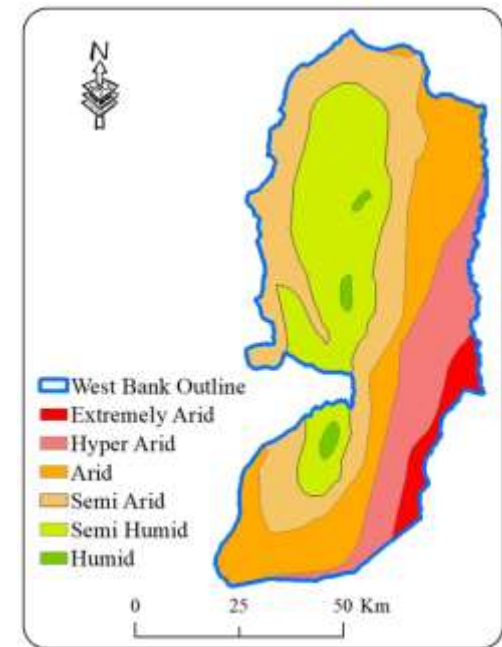 N
West Bank Outline
Extremely Arid
Hyper Arid
Arid
Semi Arid
Semi Humid
Humid
0 25 50 Km